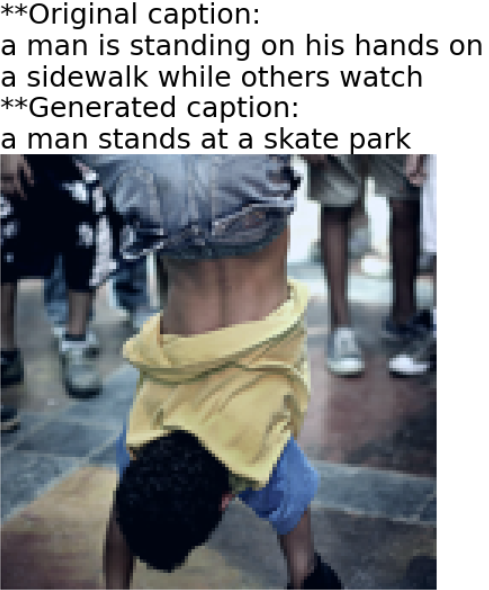 **Original caption:
a man is standing on his hands on
a sidewalk while others watch
**Generated caption:
a man stands at a skate park